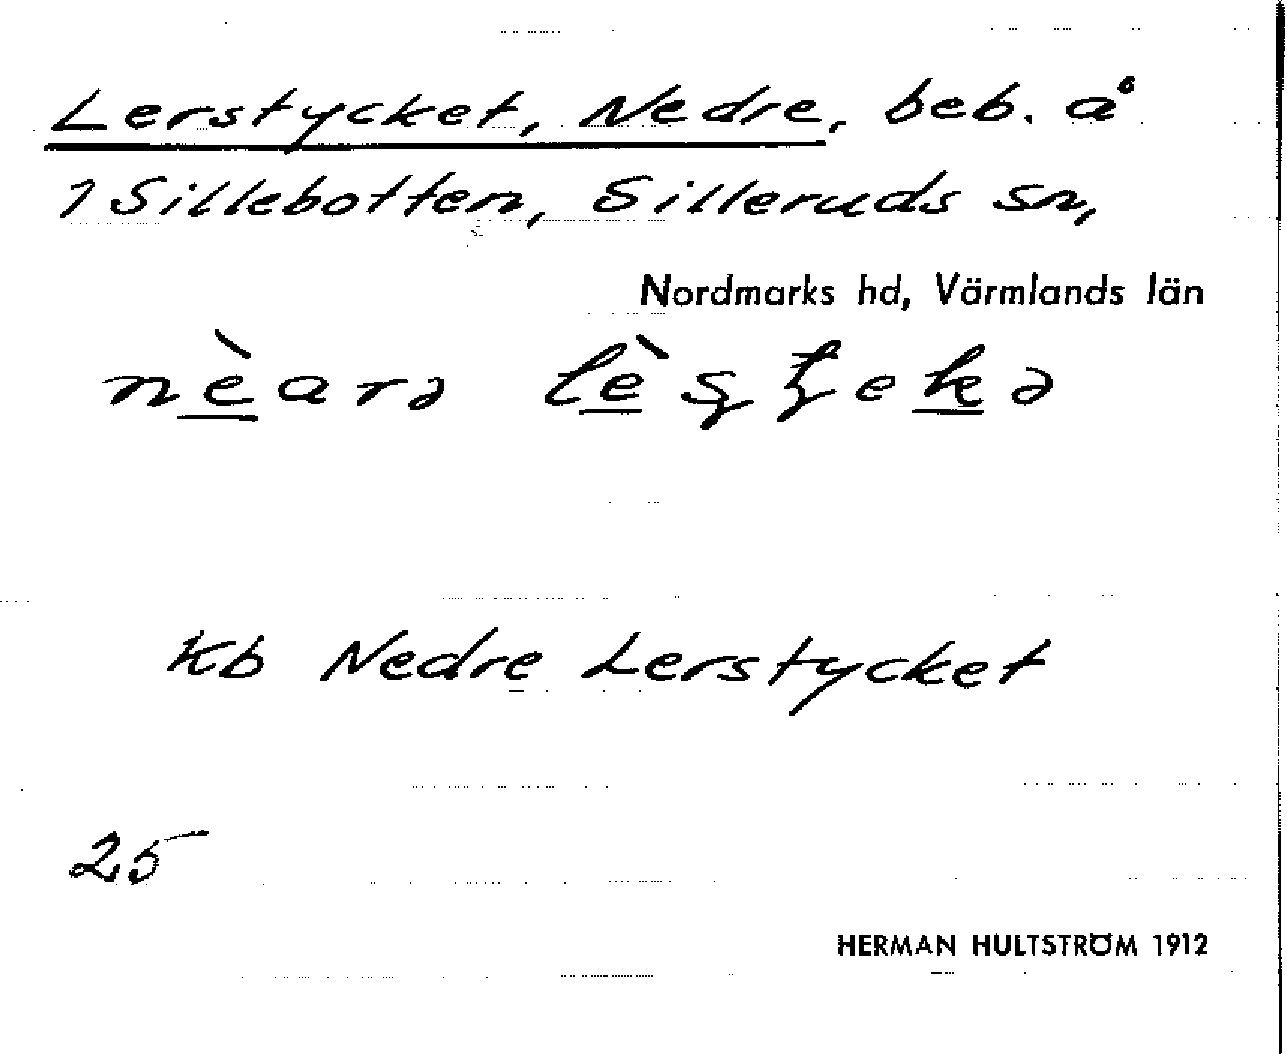 Lerstycket, Nedre, beb. å
1 Sillebotten, Silleruds sn,
Nordmarks hd, Värmlands län
nèarə lèʂʈekə
Kb Nedre Lerstycket
25
HERMAN HULTSTRÖM 1912